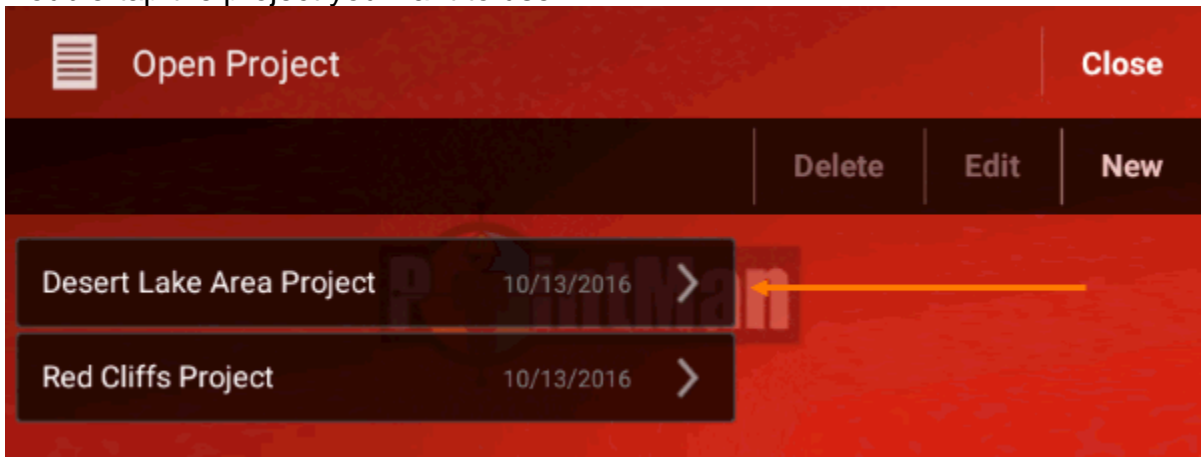 Open Project
Close
Delete Edit New
Desert Lake Area Project 10/13/2016
PointMan
Red Cliffs Project 10/13/2016